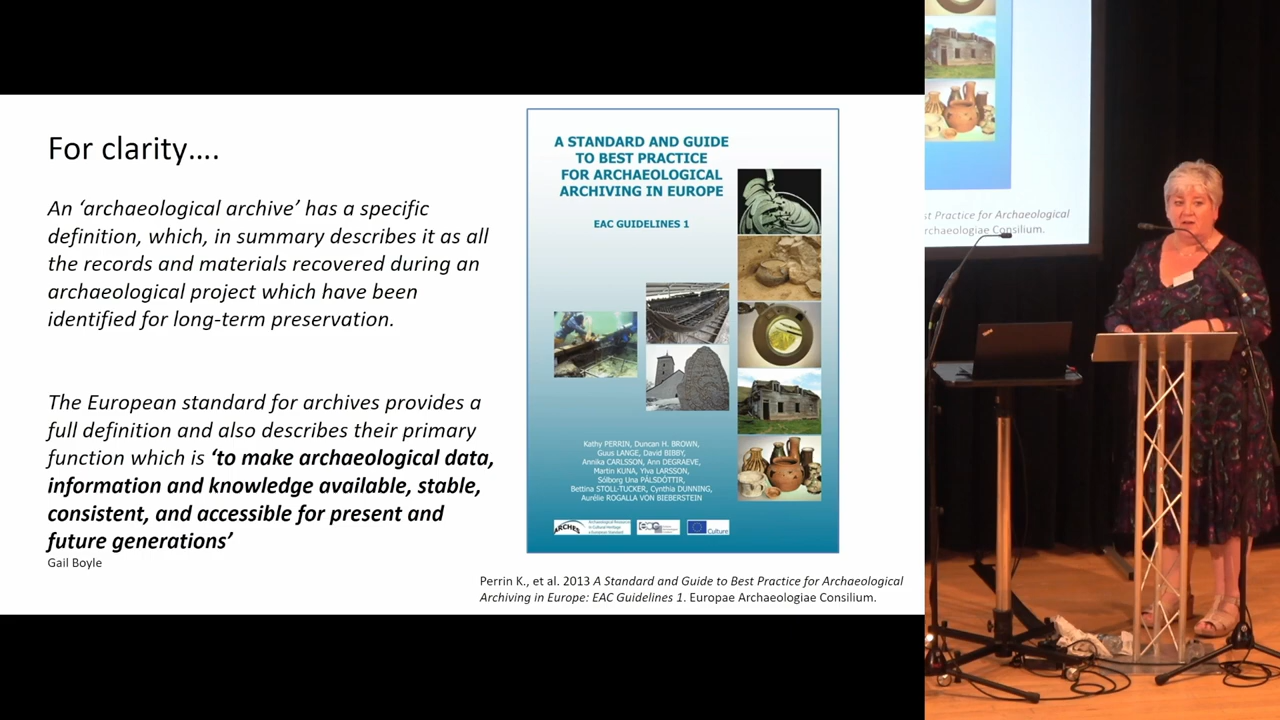 For clarity….
An ‘archaeological archive’ has a specific
definition, which, in summary describes it as all
the records and materials recovered during an
archaeological project which have been
identified for long-term preservation.
The European standard for archives provides a
full definition and also describes their primary
function which is ‘to make archaeological data,
information and knowledge available, stable,
consistent, and accessible for present and
future generations’
Gail Boyle
A STANDARD AND GUIDE
TO BEST PRACTICE
FOR ARCHAEOLOGICAL
ARCHIVING IN EUROPE
EAC GUIDELINES 1
Kathy PERRIN, Duncan H. BROWN,
Guus LANGE, David BIBBY,
Annika CARLSSON, Ann DEGRAEVE,
Martin KUNA, Ylva LARSSON,
Sólborg Una PÁLSDÓTTIR,
Bettina STOLL-TUCKER, Cynthia DUNNING,
Aurélie ROGALLA VON BIEBERSTEIN
ARCHES
Culture
Perrin K., et al. 2013 A Standard and Guide to Best Practice for Archaeological
Archiving in Europe: EAC Guidelines 1. Europae Archaeologiae Consilium.
st Practice for Archaeological
rchaeologiae Consilium.